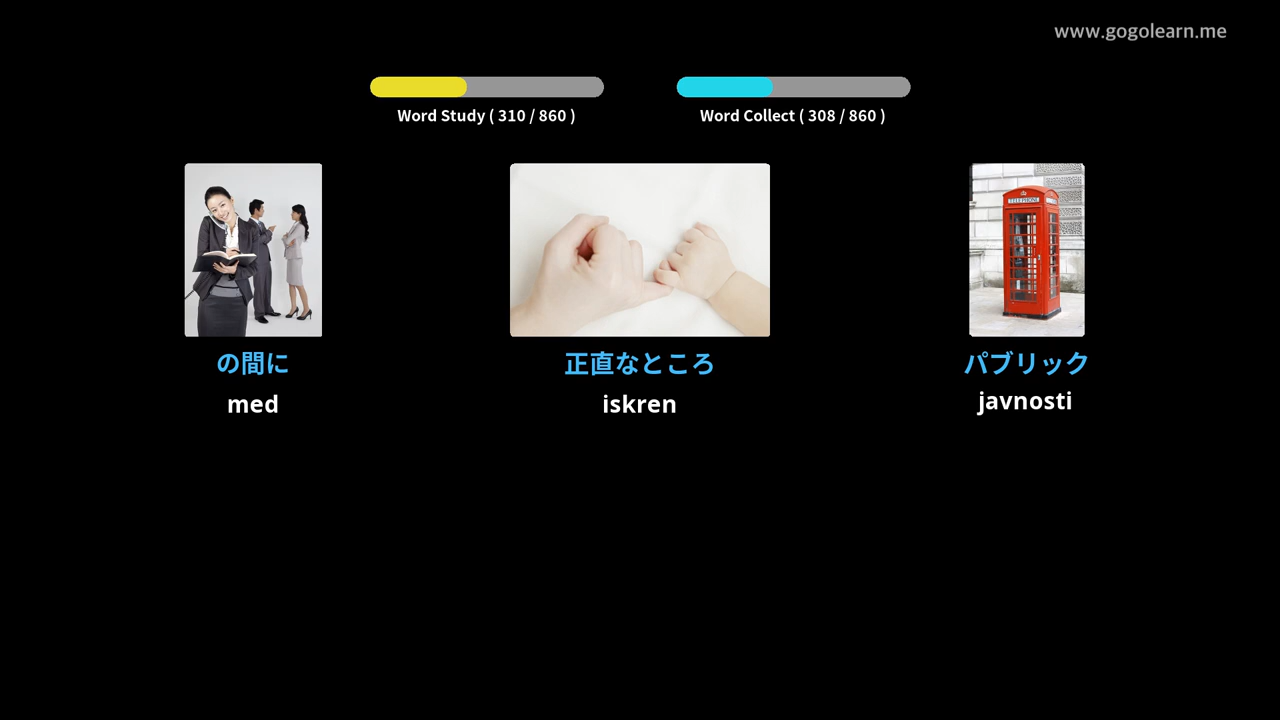 www.gogolearn.me
Word Study ( 310 / 860 )
Word Collect ( 308 / 860 )
TELEPHONE
の間に
正直なところ
パブリック
med
iskren
javnosti